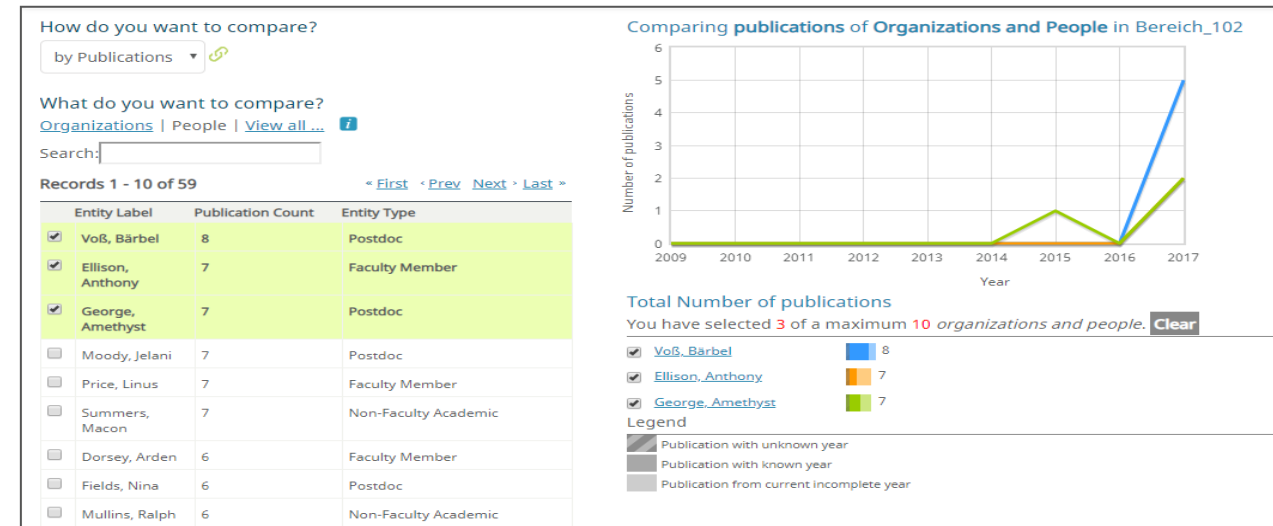 How do you want to compare?
by Publications
What do you want to compare?
Organizations | People | View all ...
Search:
Records 1 - 10 of 59 « First ‹ Prev Next › Last »
Entity Label Publication Count Entity Type
Voß, Bärbel 8 Postdoc
Ellison, Anthony 7 Faculty Member
George, Amethyst 7 Postdoc
Moody, Jelani 7 Postdoc
Price, Linus 7 Faculty Member
Summers, Macon 7 Non-Faculty Academic
Dorsey, Arden 6 Faculty Member
Fields, Nina 6 Postdoc
Mullins, Ralph 6 Non-Faculty Academic
Comparing publications of Organizations and People in Bereich_102
Number of publications
6
5
4
3
2
1
0
2009 2010 2011 2012 2013 2014 2015 2016 2017
Year
Total Number of publications
You have selected 3 of a maximum 10 organizations and people. Clear
Voß, Bärbel 8
Ellison, Anthony 7
George, Amethyst 7
Legend
Publication with unknown year
Publication with known year
Publication from current incomplete year